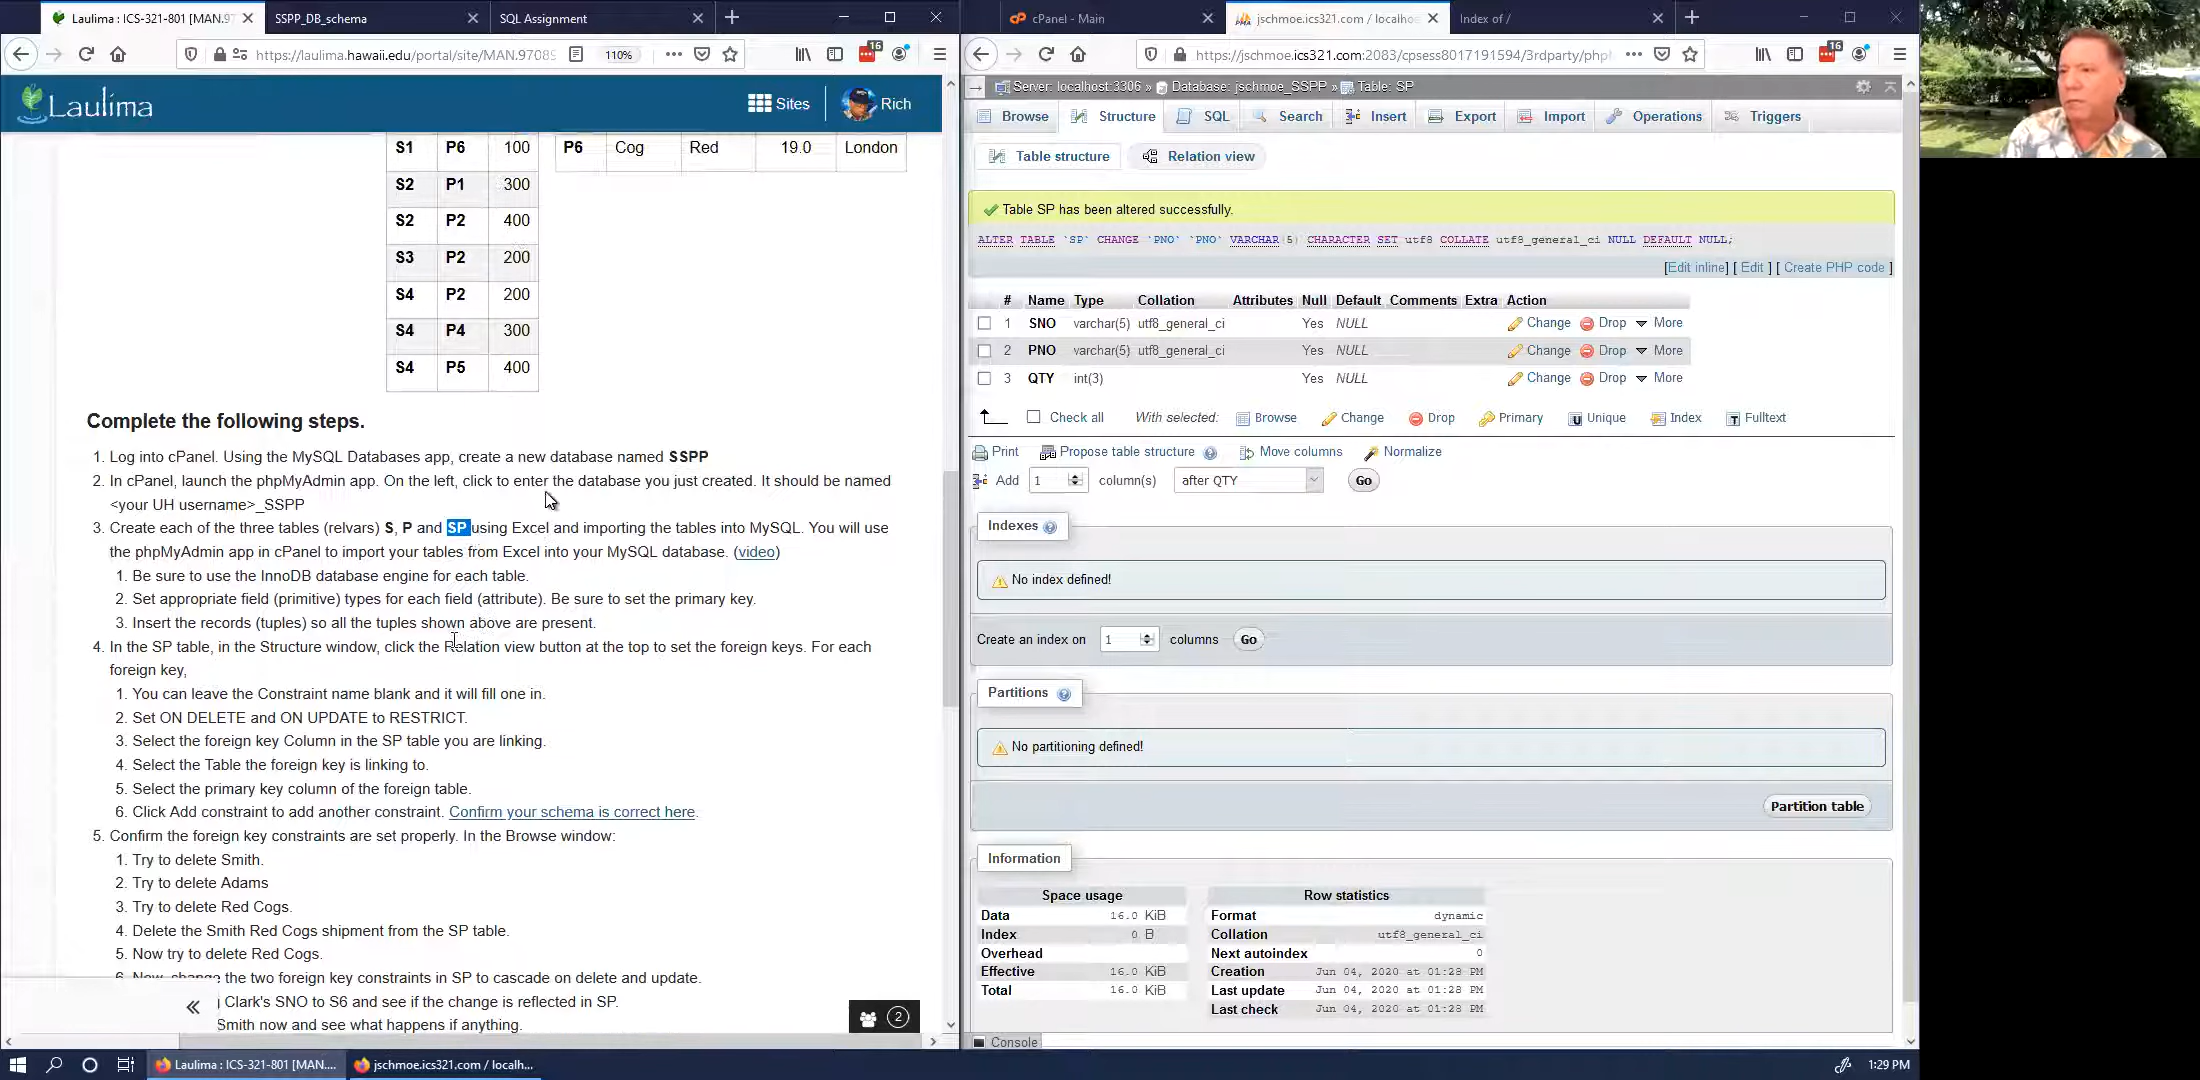 Laulima : ICS-321-801 [MAN.97
SSPP_DB_schema
SQL Assignment
https://laulima.hawaii.edu/portal/site/MAN.97089
110%
16
Laulima
Sites
Rich
S1 P6 100
P6 Cog Red 19.0 London
S2 P1 300
S2 P2 400
S3 P2 200
S4 P2 200
S4 P4 300
S4 P5 400
Complete the following steps.
1. Log into cPanel. Using the MySQL Databases app, create a new database named SSPP
2. In cPanel, launch the phpMyAdmin app. On the left, click to enter the database you just created. It should be named
<your UH username>_SSPP
3. Create each of the three tables (relvars) S, P and SP using Excel and importing the tables into MySQL. You will use
the phpMyAdmin app in cPanel to import your tables from Excel into your MySQL database. (video)
1. Be sure to use the InnoDB database engine for each table.
2. Set appropriate field (primitive) types for each field (attribute). Be sure to set the primary key.
3. Insert the records (tuples) so all the tuples shown above are present.
4. In the SP table, in the Structure window, click the Relation view button at the top to set the foreign keys. For each
foreign key,
1. You can leave the Constraint name blank and it will fill one in.
2. Set ON DELETE and ON UPDATE to RESTRICT.
3. Select the foreign key Column in the SP table you are linking.
4. Select the Table the foreign key is linking to.
5. Select the primary key column of the foreign table.
6. Click Add constraint to add another constraint. Confirm your schema is correct here.
5. Confirm the foreign key constraints are set properly. In the Browse window:
1. Try to delete Smith.
2. Try to delete Adams
3. Try to delete Red Cogs.
4. Delete the Smith Red Cogs shipment from the SP table.
5. Now try to delete Red Cogs.
6. Now, change the two foreign key constraints in SP to cascade on delete and update.
Clark's SNO to S6 and see if the change is reflected in SP.
Smith now and see what happens if anything.
2
cPanel - Main
jschmoe.ics321.com / localhos
Index of /
https://jschmoe.ics321.com:2083/cpsess8017191594/3rdparty/php
16
Server: localhost:3306 » Database: jschmoe_SSPP » Table: SP
Browse Structure SQL Search Insert Export Import Operations Triggers
Table structure Relation view
Table SP has been altered successfully.
ALTER TABLE `SP` CHANGE `PNO` `PNO` VARCHAR(5) CHARACTER SET utf8 COLLATE utf8_general_ci NULL DEFAULT NULL;
[Edit inline] [ Edit ] [ Create PHP code ]
# Name Type Collation Attributes Null Default Comments Extra Action
1 SNO varchar(5) utf8_general_ci Yes NULL Change Drop More
2 PNO varchar(5) utf8_general_ci Yes NULL Change Drop More
3 QTY int(3) Yes NULL Change Drop More
Check all With selected: Browse Change Drop Primary Unique Index Fulltext
Print Propose table structure Move columns Normalize
Add 1 column(s) after QTY Go
Indexes
No index defined!
Create an index on 1 columns Go
Partitions
No partitioning defined!
Partition table
Information
Space usage
Data 16.0 KiB
Index 0 B
Overhead
Effective 16.0 KiB
Total 16.0 KiB
Row statistics
Format dynamic
Collation utf8_general_ci
Next autoindex 0
Creation Jun 04, 2020 at 01:28 PM
Last update Jun 04, 2020 at 01:28 PM
Last check Jun 04, 2020 at 01:28 PM
Console
Laulima : ICS-321-801 [MAN....
jschmoe.ics321.com / localh...
1:29 PM